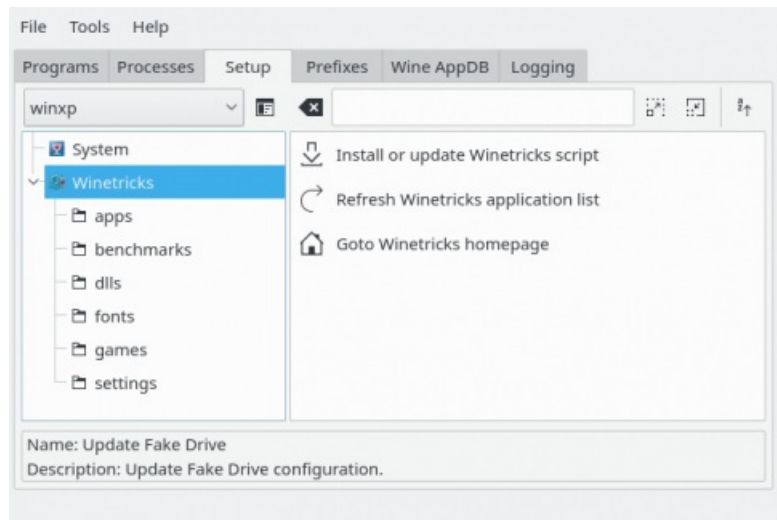 File Tools Help
Programs Processes Setup Prefixes Wine AppDB Logging
winxp
System
Winetricks
apps
benchmarks
dlls
fonts
games
settings
Install or update Winetricks script
Refresh Winetricks application list
Goto Winetricks homepage
Name: Update Fake Drive
Description: Update Fake Drive configuration.